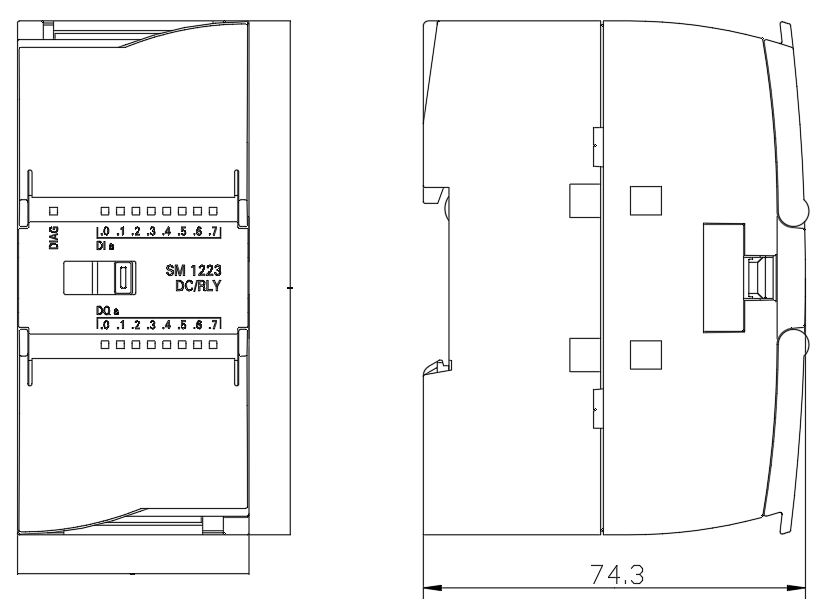 DIAG
.0 .1 .2 .3 .4 .5 .6 .7
DI a
SM 1223
DC/RLY
DQ a
.0 .1 .2 .3 .4 .5 .6 .7
74.3